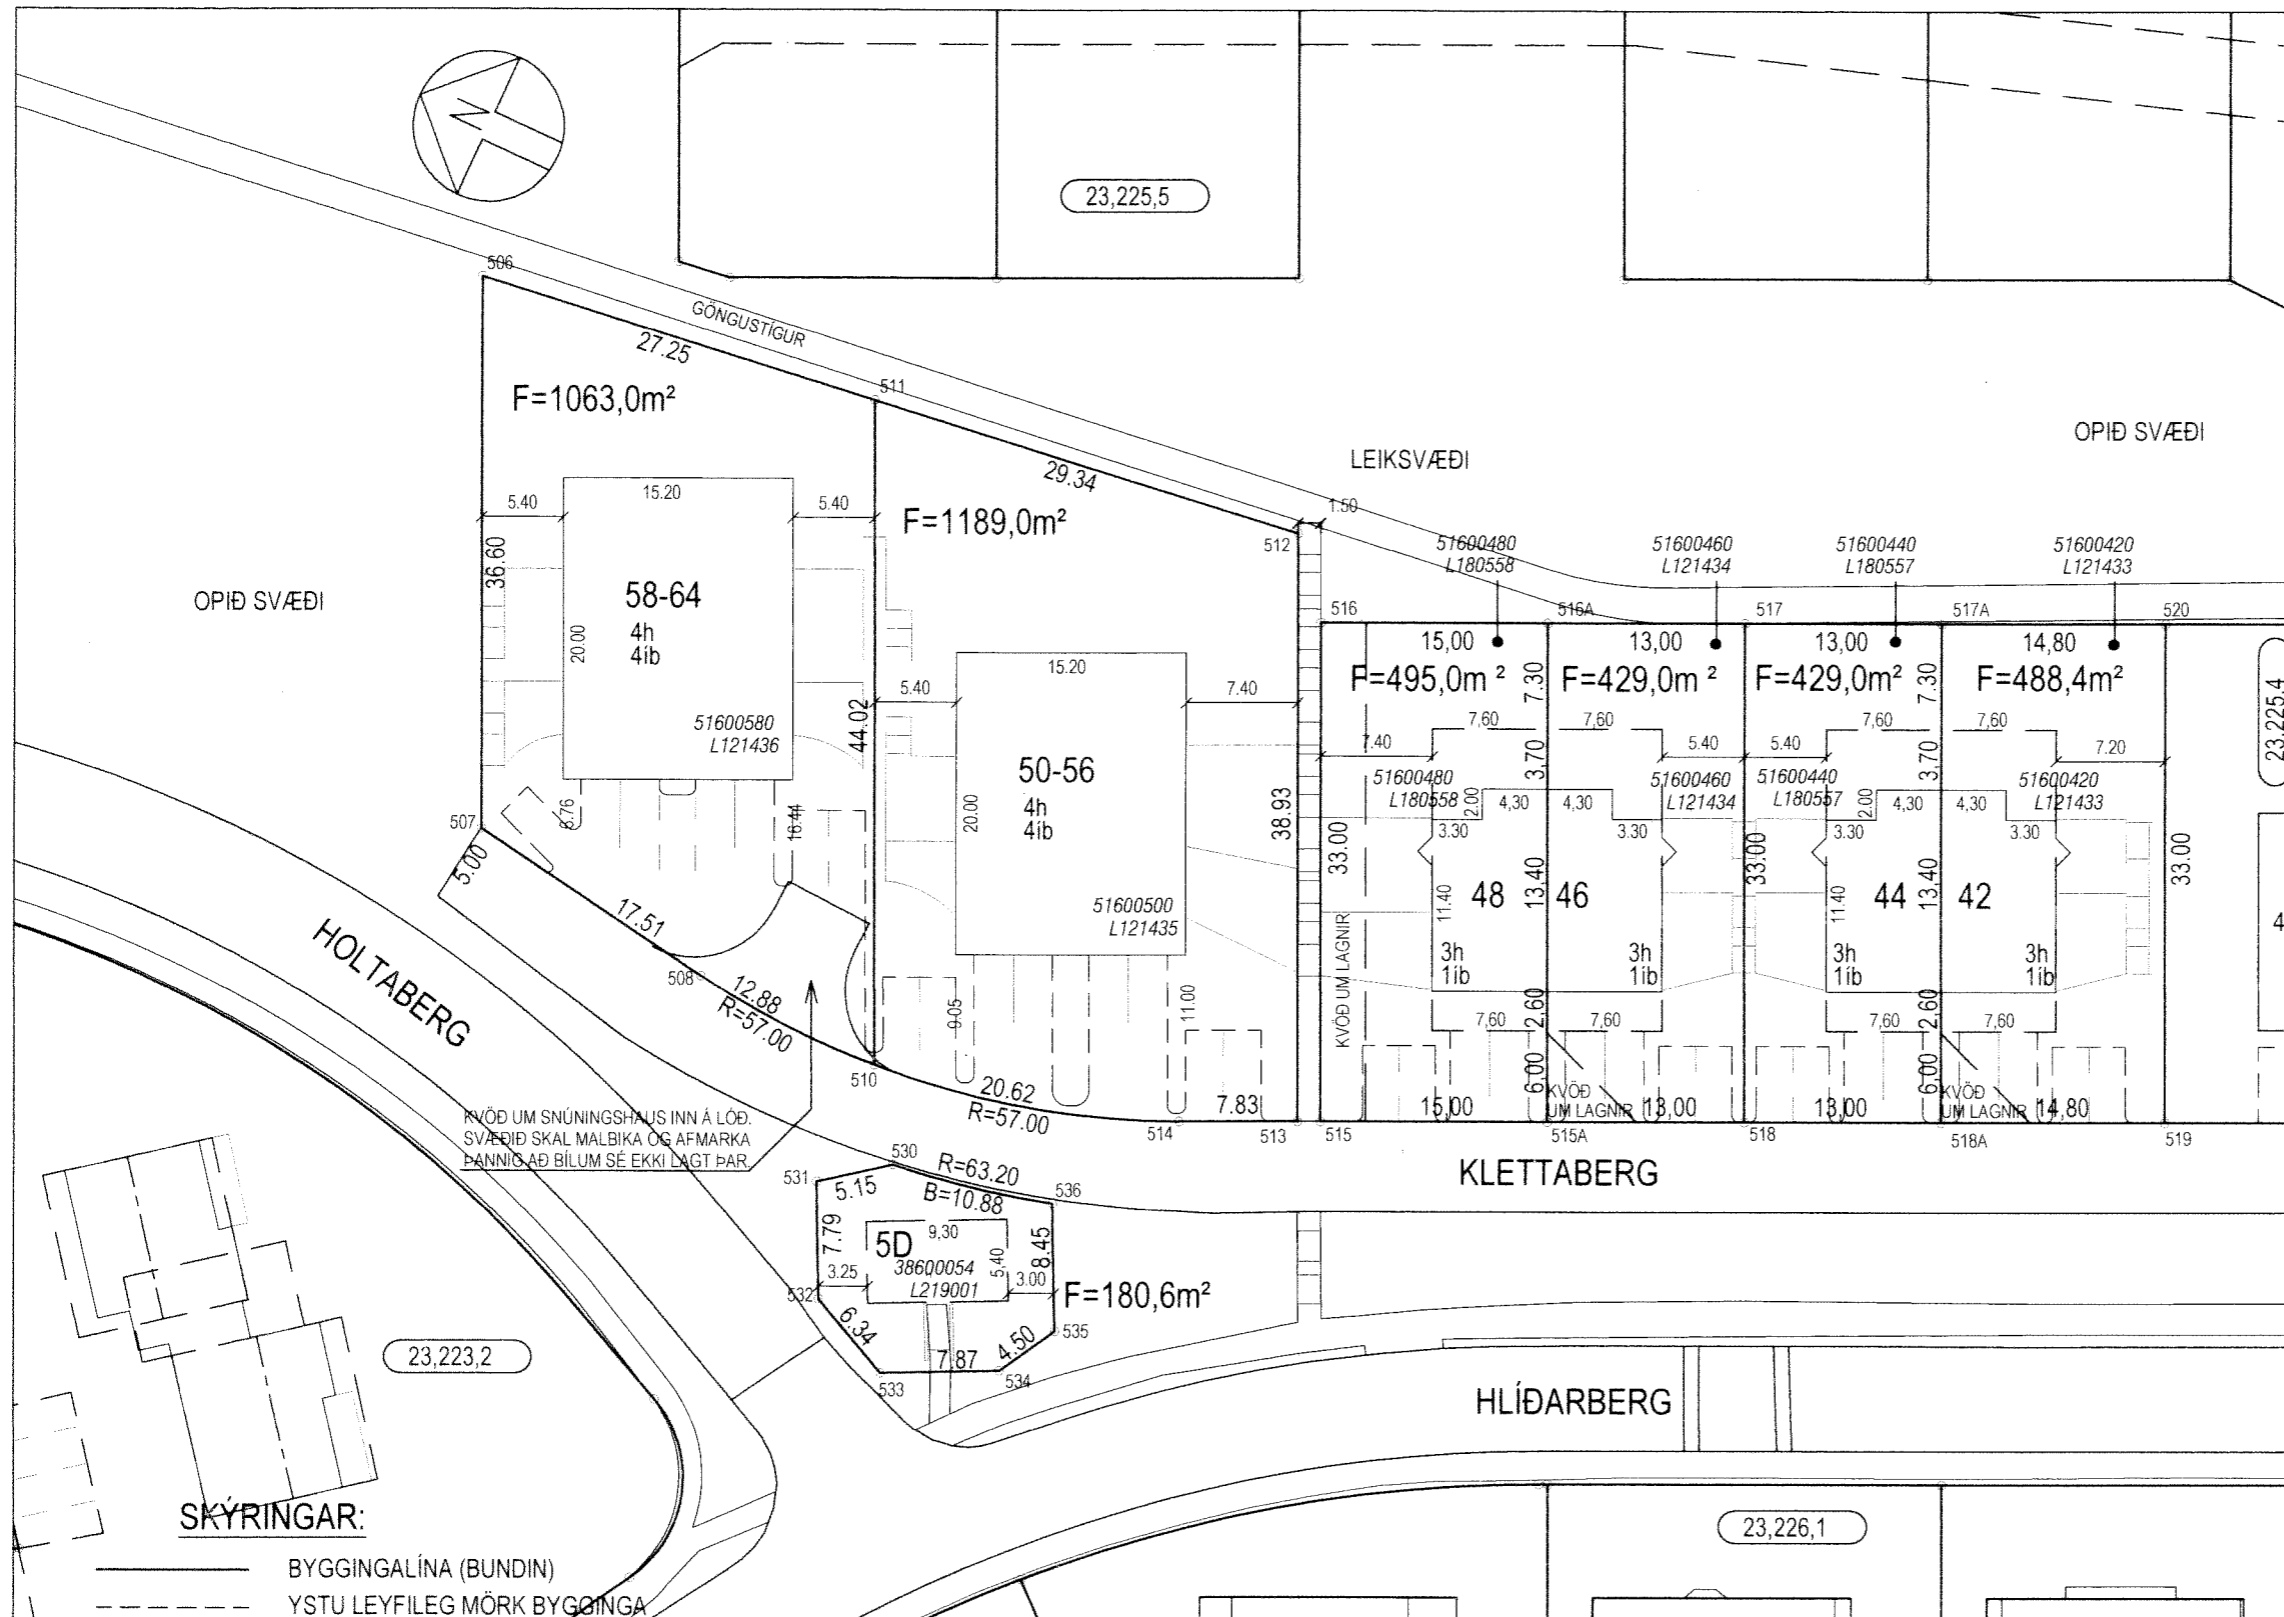 N
23,225,5
506
GÖNGUSTÍGUR
27.25
F=1063,0m²
511
29.34
LEIKSVÆÐI
OPIÐ SVÆÐI
F=1189,0m²
1.50
512
5.40
15.20
5.40
36.60
OPIÐ SVÆÐI
58-64
4h
4íb
20.00
51600580
L121436
44.02
5.40
15.20
7.40
50-56
4h
4íb
20.00
51600500
L121435
38.93
51600480
L180558
51600460
L121434
51600440
L180557
51600420
L121433
516
516A
517
517A
520
15,00
13,00
13,00
14,80
F=495,0m²
F=429,0m²
F=429,0m²
F=488,4m²
7.30
7.30
23,225,4
7,60
7,60
7,60
7,60
7.40
3,70
5.40
5.40
3,70
7.20
51600480
L180558
51600460
L121434
51600440
L180557
51600420
L121433
2.00
4,30
4,30
2.00
4,30
4,30
3.30
3.30
3.30
3.30
33.00
33.00
33.00
11.40
48
13,40
46
11.40
44
13,40
42
4
3h
1íb
3h
1íb
3h
1íb
3h
1íb
KVÖÐ UM LAGNIR
7,60
2,60
7,60
7,60
2,60
7,60
6,00
6,00
KVÖÐ
UM LAGNIR
KVÖÐ
UM LAGNIR
15,00
13,00
13,00
14,80
507
6.76
16.44
5.00
17.51
508
12.88
R=57.00
9.05
11.00
510
20.62
R=57.00
7.83
514
513
515
515A
518
518A
519
HOLTABERG
KVÖÐ UM SNÚNINGSHAUS INN Á LÓÐ.
SVÆÐIÐ SKAL MALBIKA OG AFMARKA
ÞANNIG AÐ BÍLUM SÉ EKKI LAGT ÞAR.
KLETTABERG
530
531
5.15
R=63.20
B=10.88
536
7.79
5D
9,30
5,40
8.45
38600054
L219001
3.25
3.00
F=180,6m²
532
6.34
7.87
4.50
535
533
534
23,223,2
HLÍÐARBERG
23,226,1
SKÝRINGAR:
BYGGINGALÍNA (BUNDIN)
YSTU LEYFILEG MÖRK BYGGINGA